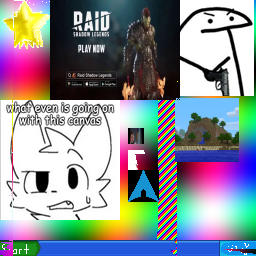 RAID
SHADOW LEGENDS
PLAY NOW
Raid Shadow Legends
what even is going on
with this canvas
art